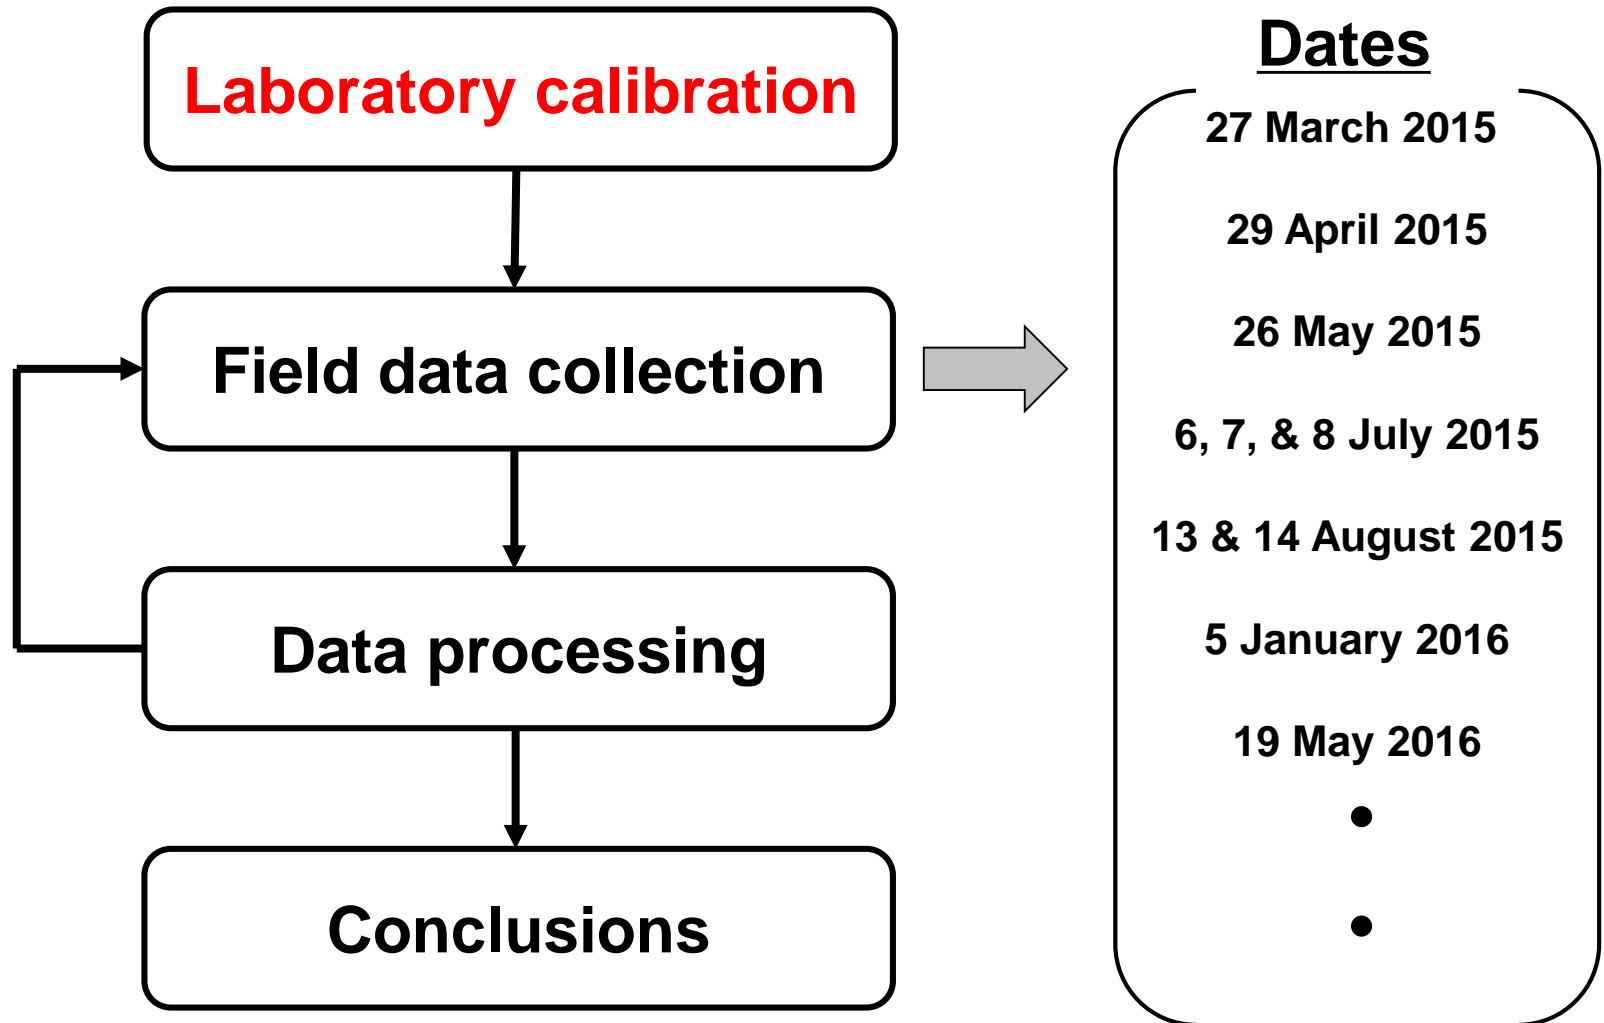 Laboratory calibration
Field data collection
Data processing
Conclusions
Dates
27 March 2015
29 April 2015
26 May 2015
6, 7, & 8 July 2015
13 & 14 August 2015
5 January 2016
19 May 2016
•
•